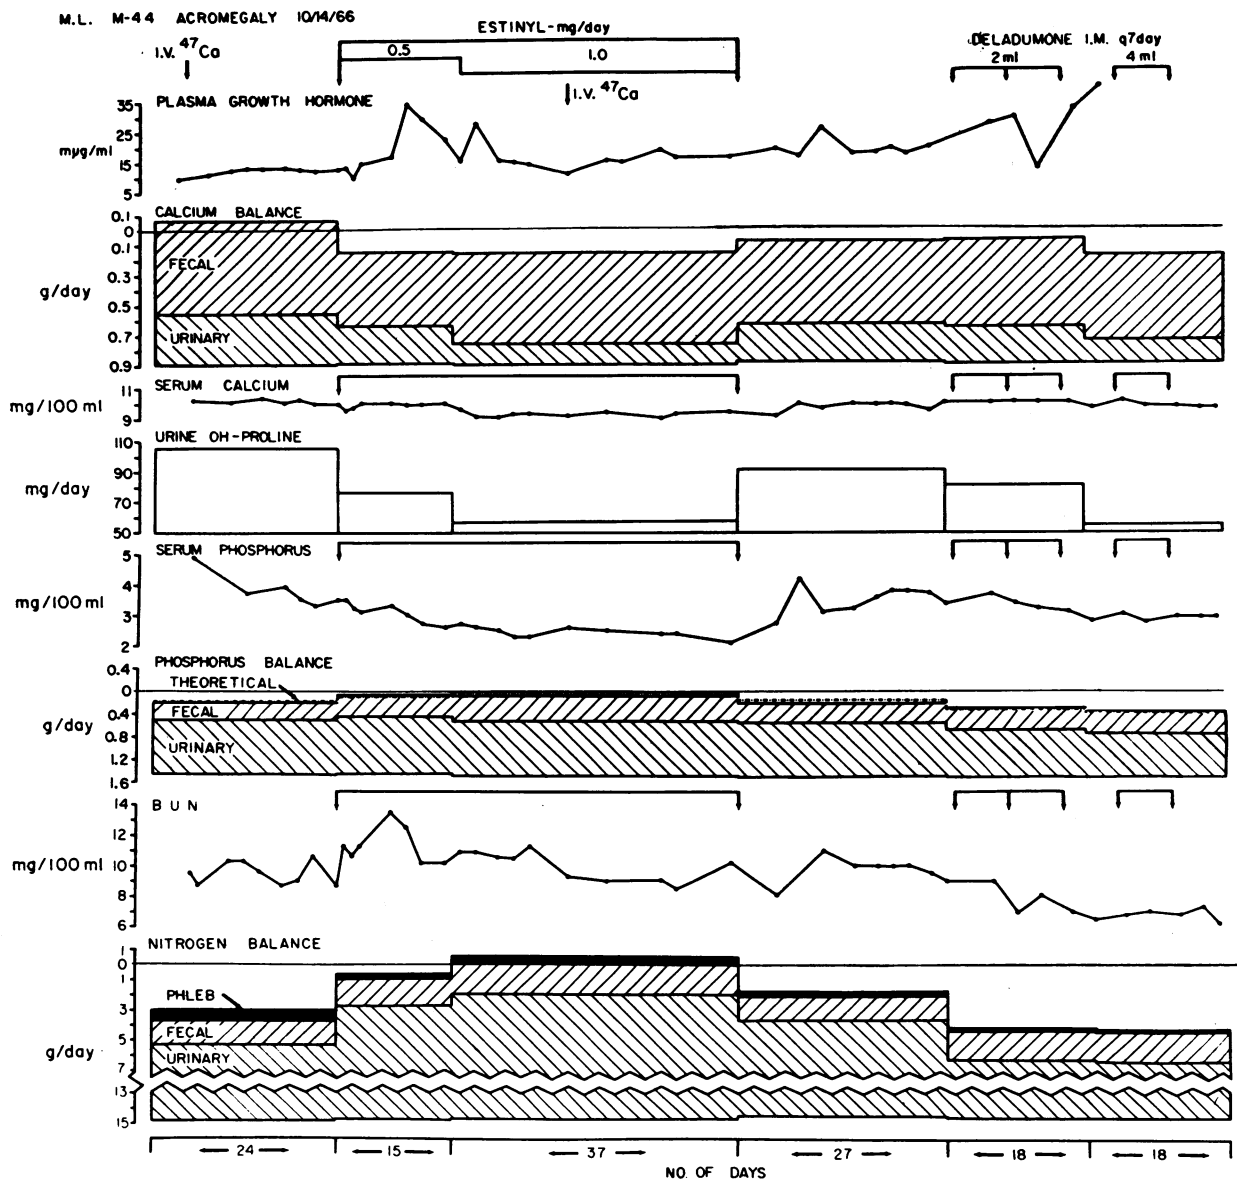 M.L. M-44 ACROMEGALY 10/14/66
ESTINYL-mg/day
0.5
1.0
I.V. 47Ca
I.V. 47Ca
DELADUMONE I.M. q7day
2 ml
4 ml
PLASMA GROWTH HORMONE
mµg/ml
35
25
15
5
CALCIUM BALANCE
g/day
0.1
0
0.1
0.3
0.5
0.7
0.9
FECAL
URINARY
SERUM CALCIUM
mg/100 ml
11
9
URINE OH-PROLINE
mg/day
110
90
70
50
SERUM PHOSPHORUS
mg/100 ml
5
4
3
2
PHOSPHORUS BALANCE
THEORETICAL
g/day
0.4
0
0.4
0.8
1.2
1.6
FECAL
URINARY
BUN
mg/100 ml
14
12
10
8
6
NITROGEN BALANCE
g/day
1
0
1
3
5
7
13
15
PHLEB
FECAL
URINARY
24
15
37
27
18
18
NO. OF DAYS